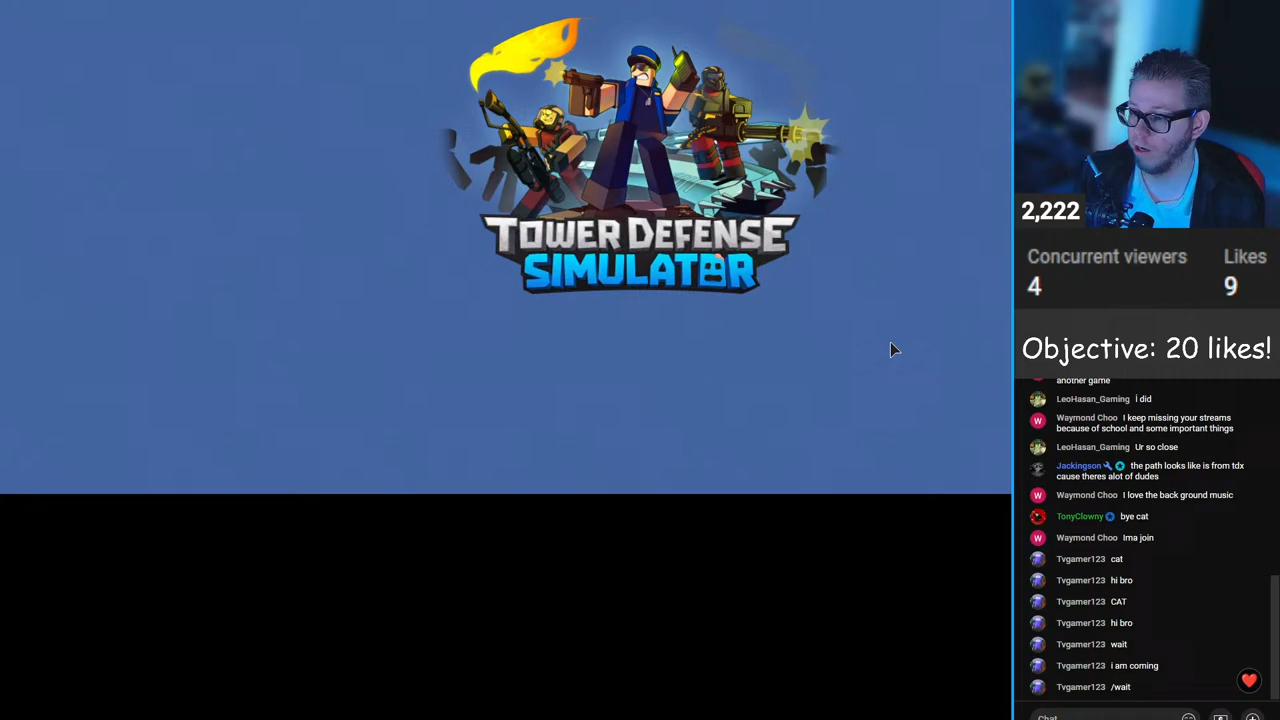 TOWER DEFENSE
SIMULATOR
2,222
Concurrent viewers
Likes
4
9
Objective: 20 likes!
another game
LeoHasan_Gaming İ did
W Waymond Choo I keep missing your streams
because of school and some important things
LeoHasan_Gaming Ur so close
Jackingson the path looks like is from tdx
cause theres alot of dudes
W Waymond Choo I love the back ground music
TonyClowny bye cat
W Waymond Choo Ima join
Tvgamer123 cat
Tvgamer123 hi bro
Tvgamer123 CAT
Tvgamer123 hi bro
Tvgamer123 wait
Tvgamer123 i am coming
Tvgamer123 /wait
Chat